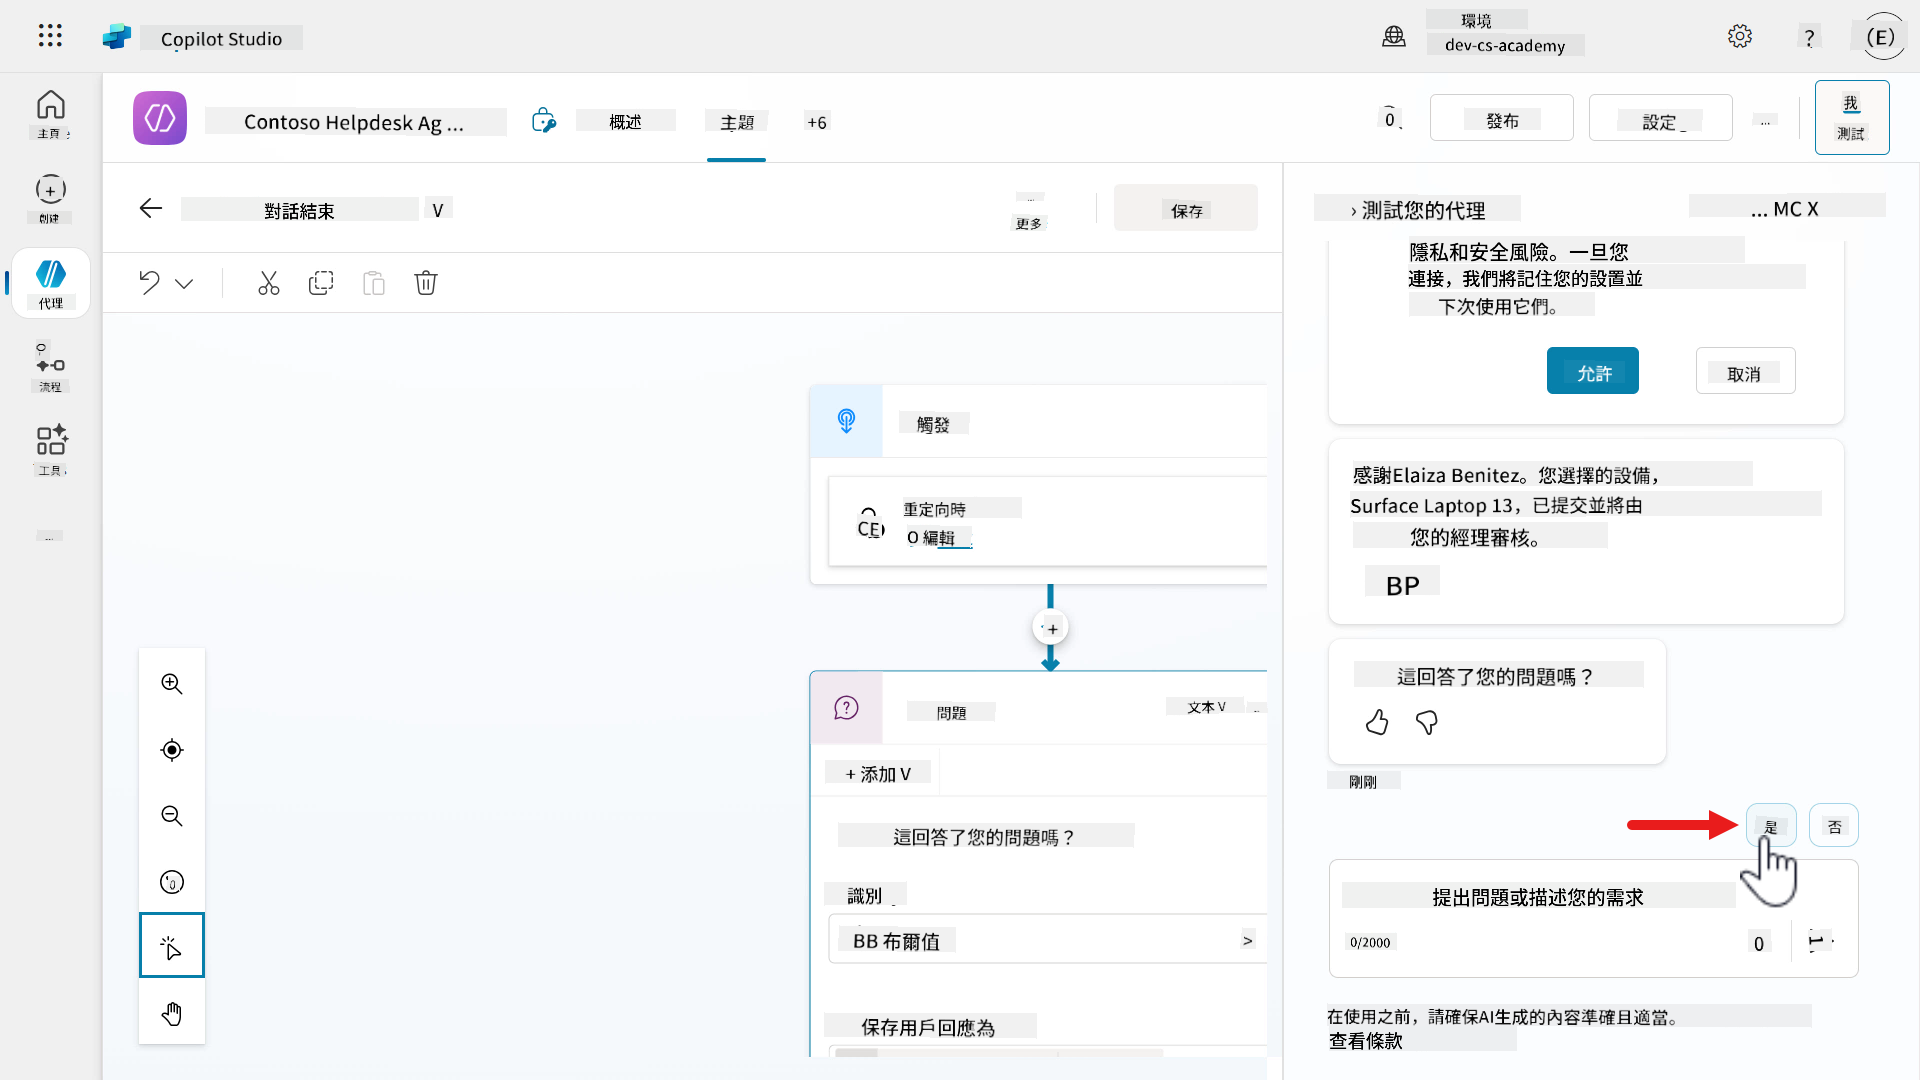 Copilot Studio
環境
dev-cs-academy
?
(E)
主頁
創建
代理
流程
工具
...
Contoso Helpdesk Ag ...
概述
主題
+6
0
發布
設定
...
我
測試
對話結束
V
...
更多
保存
觸發
重定向時
CE
O 編輯
+
問題
文本 V
+ 添加 V
這回答了您的問題嗎？
識別
BB 布爾值
>
保存用戶回應為
› 測試您的代理
... MC X
隱私和安全風險。一旦您
連接，我們將記住您的設置並
下次使用它們。
允許
取消
感謝Elaiza Benitez。您選擇的設備，
Surface Laptop 13，已提交並將由
您的經理審核。
BP
這回答了您的問題嗎？
剛剛
是
否
提出問題或描述您的需求
0/2000
0
在使用之前，請確保AI生成的內容準確且適當。
查看條款